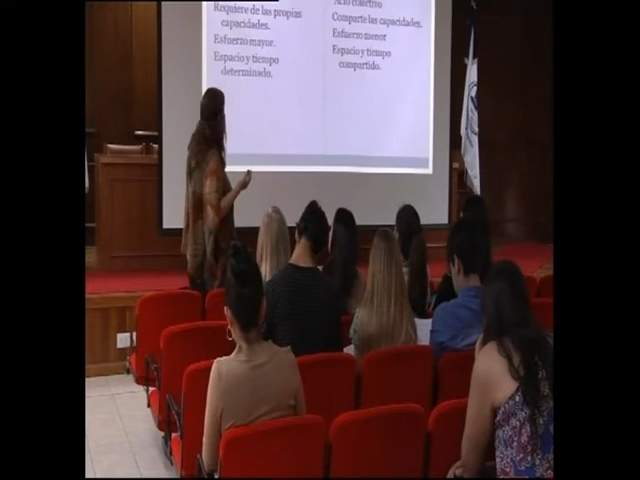 Requiere de las propias
capacidades.
Esfuerzo mayor.
Espacio y tiempo
determinado.
Acto colectivo
Comparte las capacidades.
Esfuerzo menor
Espacio y tiempo
compartido.